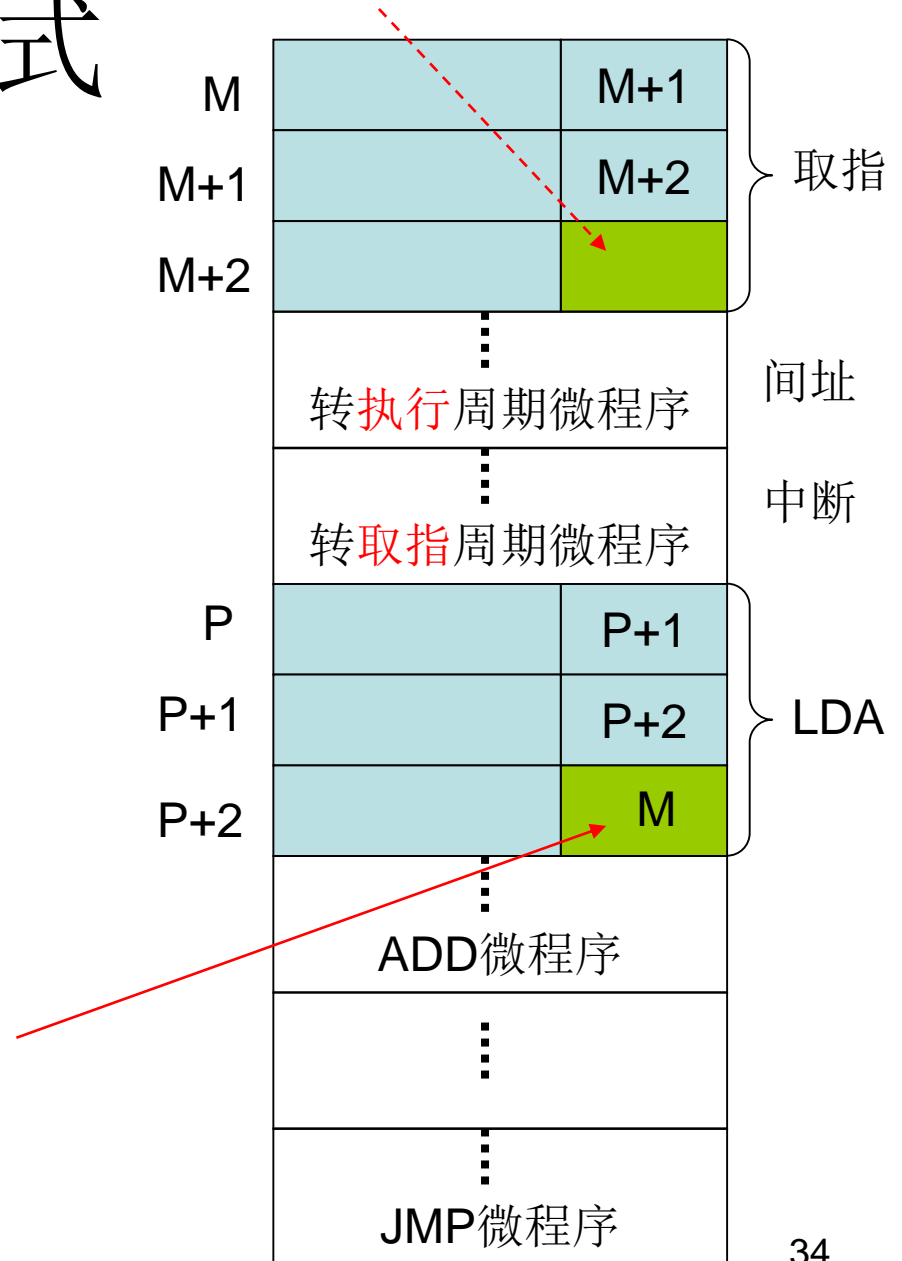 式
M M+1
M+1 M+2 取指
M+2
间址
转执行周期微程序
中断
转取指周期微程序
P P+1
P+1 P+2 LDA
P+2 M
ADD微程序
JMP微程序
34